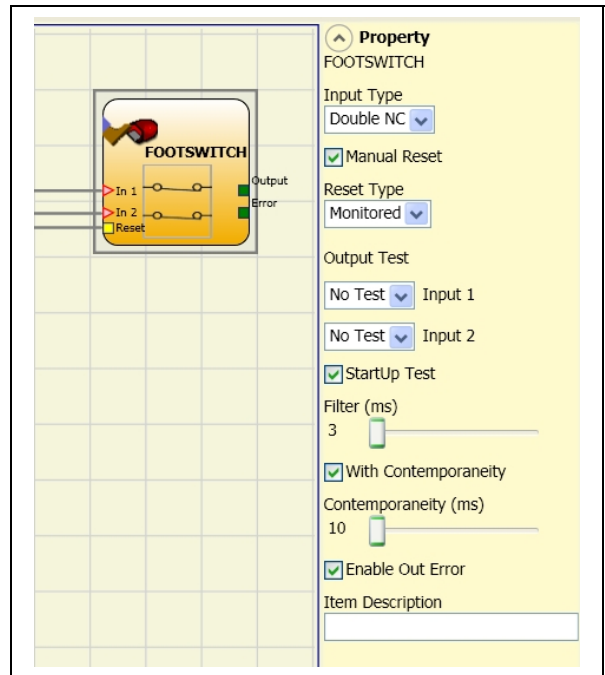 FOOTSWITCH
In 1
In 2
Reset
Output
Error
Property
FOOTSWITCH
Input Type
Double NC
Manual Reset
Reset Type
Monitored
Output Test
No Test Input 1
No Test Input 2
StartUp Test
Filter (ms)
3
With Contemporaneity
Contemporaneity (ms)
10
Enable Out Error
Item Description